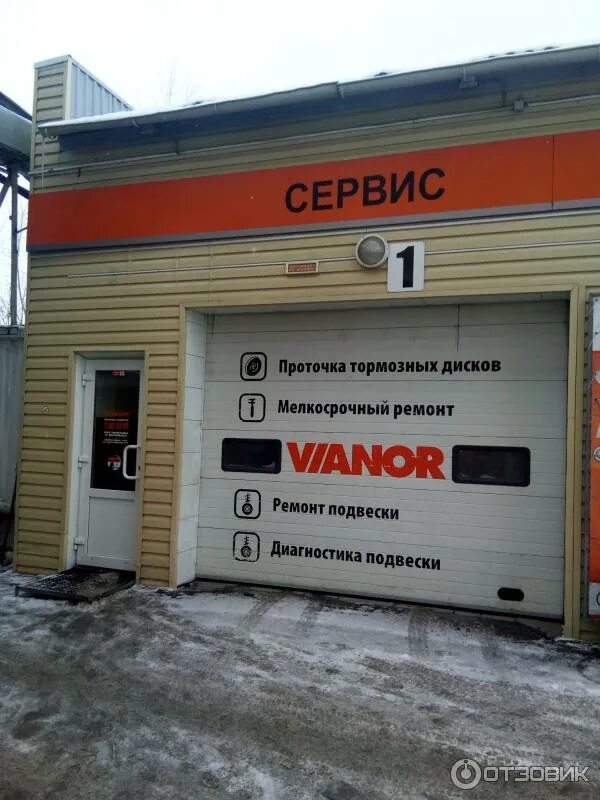 СЕРВИС
1
Проточка тормозных дисков
Мелкосрочный ремонт
VIANOR
Ремонт подвески
Диагностика подвески
ОТЗОВИК